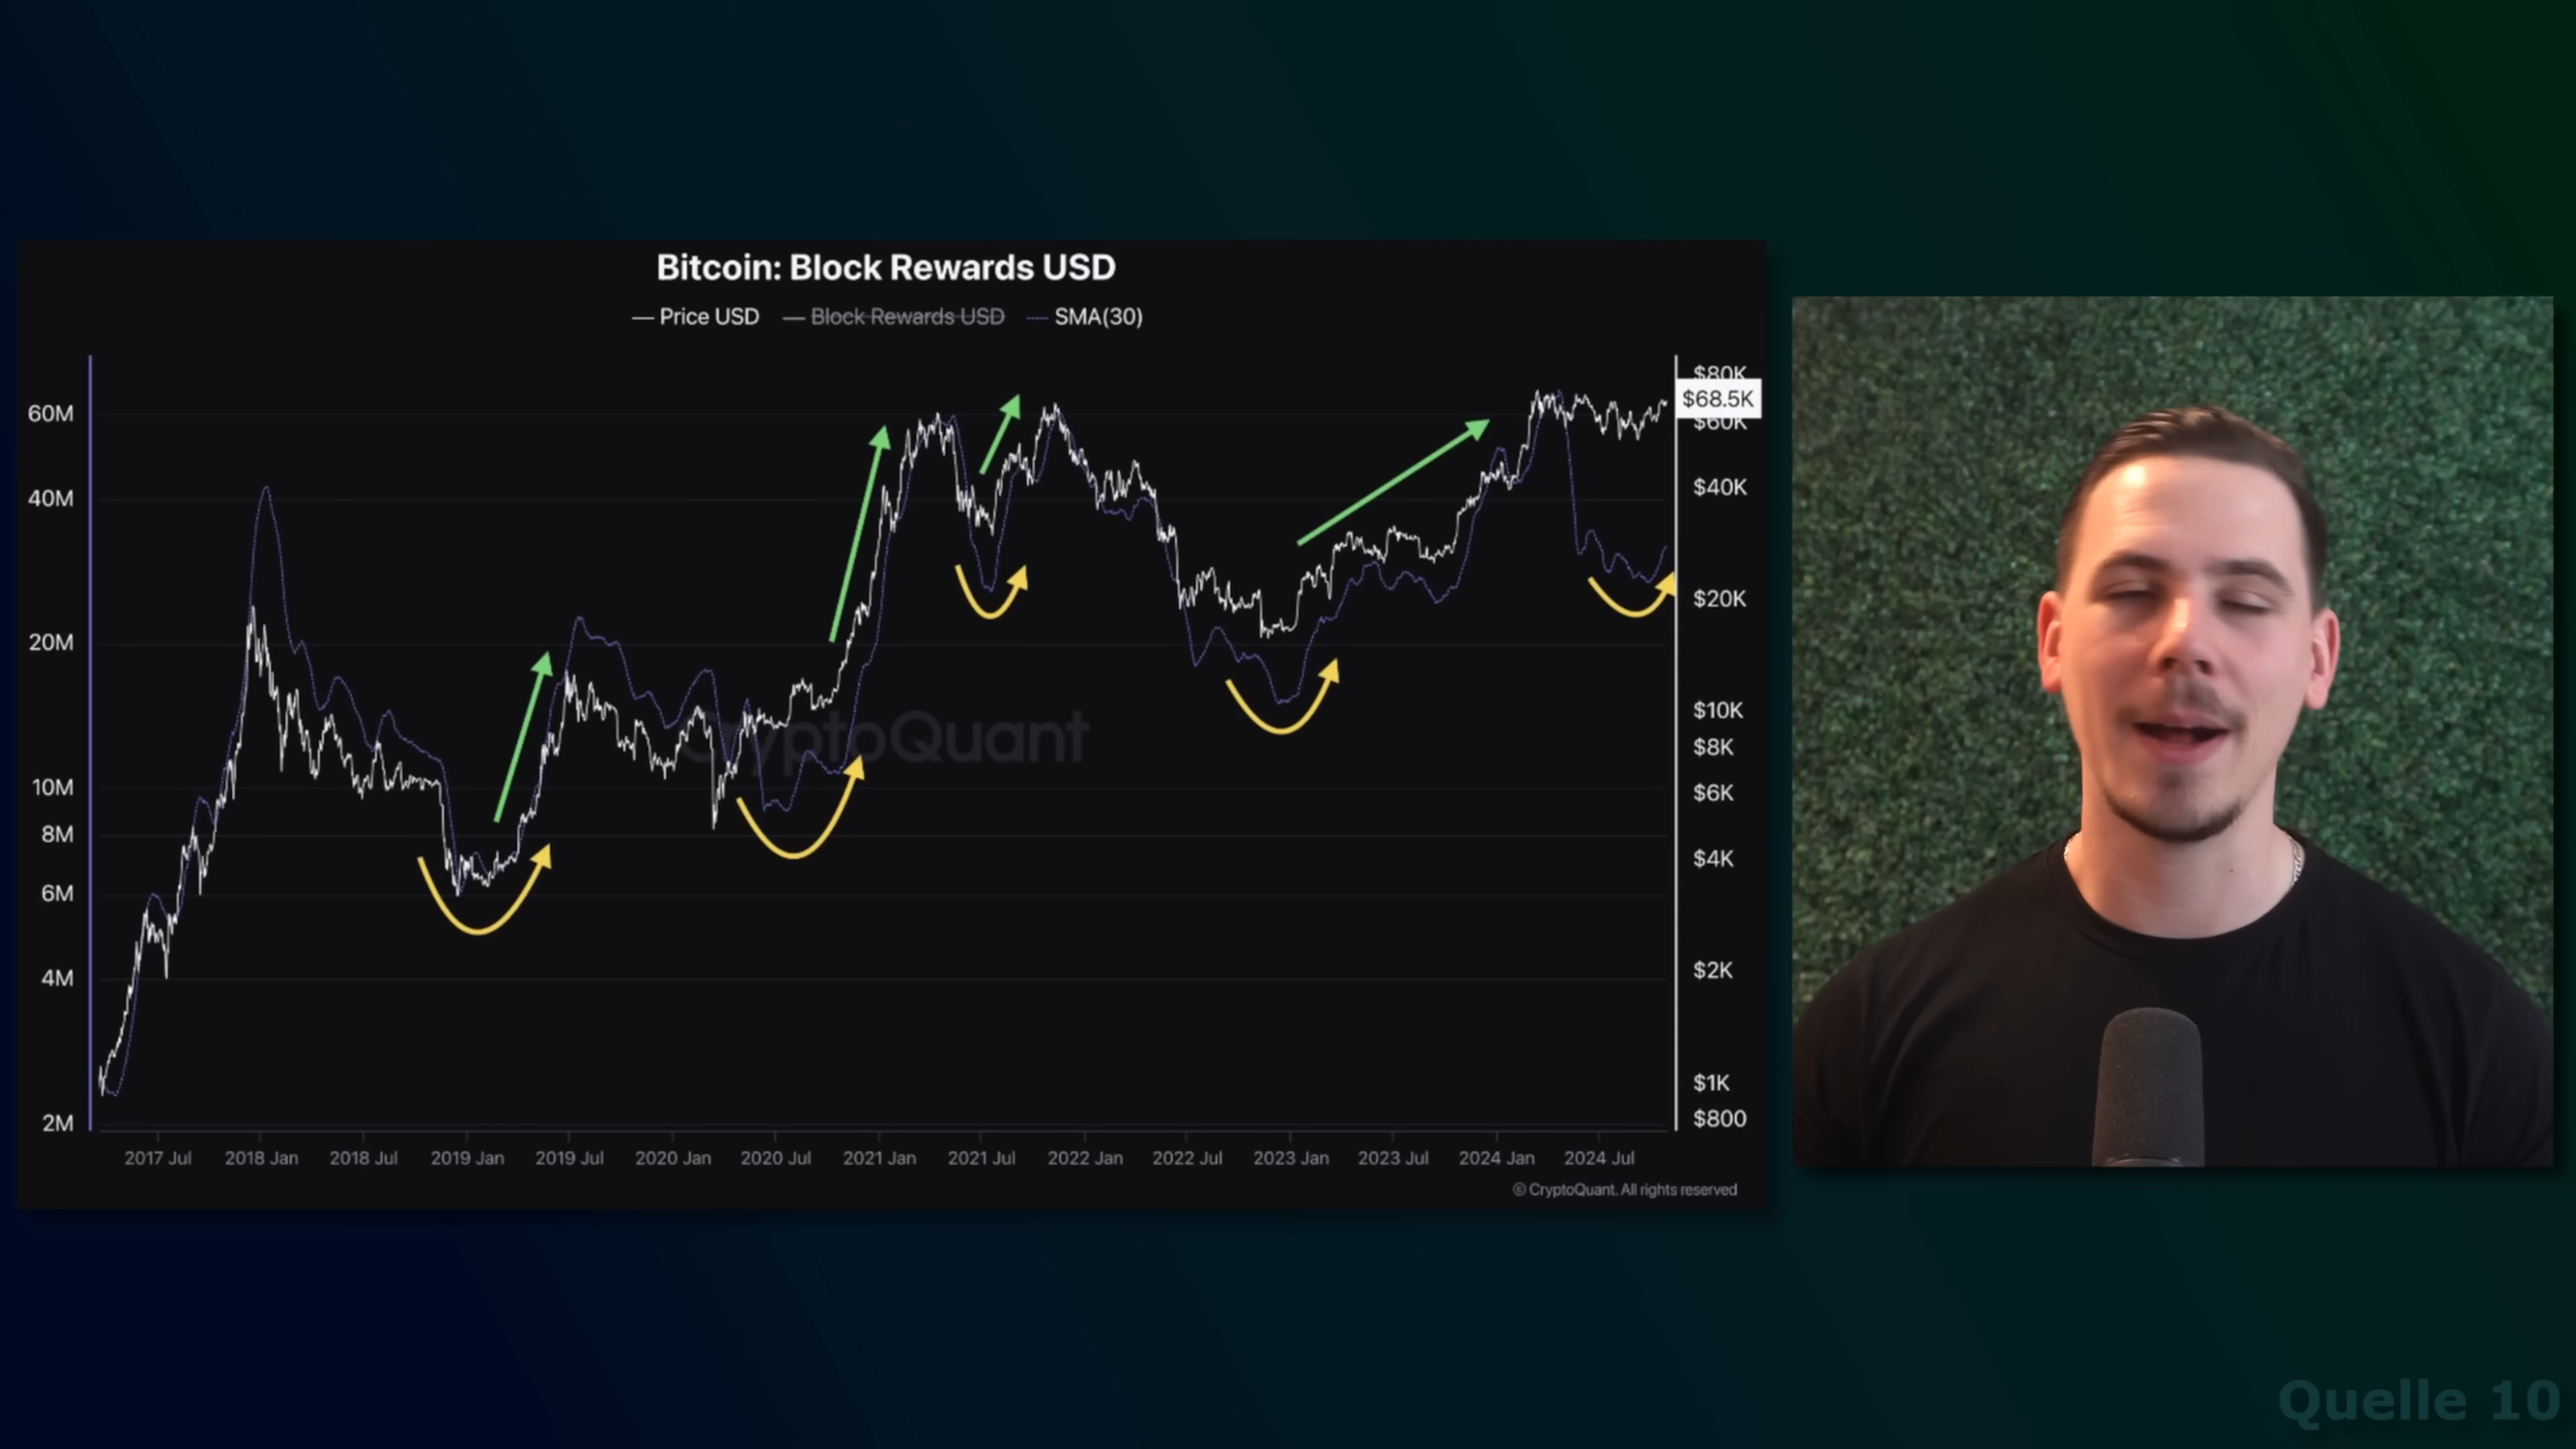 Bitcoin: Block Rewards USD
Price USD Block Rewards USD SMA(30)
60M
40M
20M
10M
8M
6M
4M
2M
$80K
$68.5K
$60K
$40K
$20K
$10K
$8K
$6K
$4K
$2K
$1K
$800
CryptoQuant
2017 Jul 2018 Jan 2018 Jul 2019 Jan 2019 Jul 2020 Jan 2020 Jul 2021 Jan 2021 Jul 2022 Jan 2022 Jul 2023 Jan 2023 Jul 2024 Jan 2024 Jul
© CryptoQuant. All rights reserved
Quelle 10